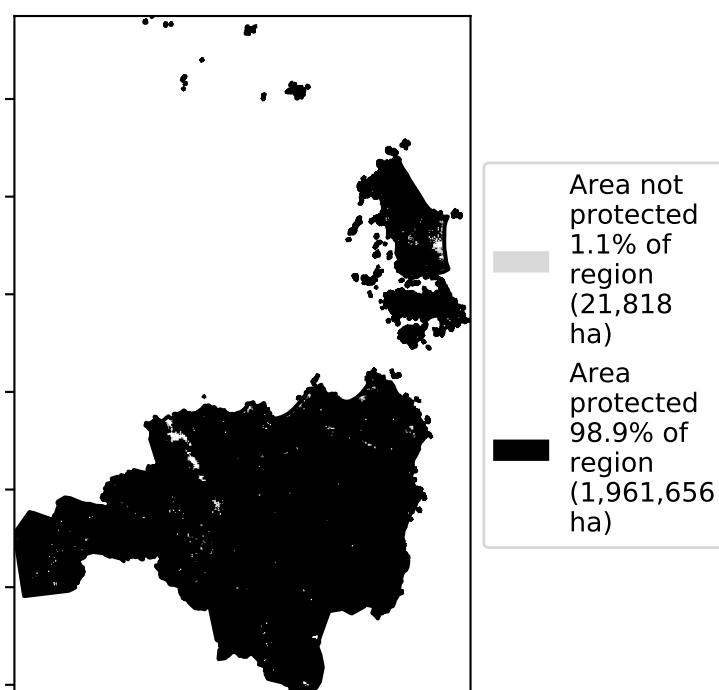 Area not
protected
1.1% of
region
(21,818
ha)
Area
protected
98.9% of
region
(1,961,656
ha)